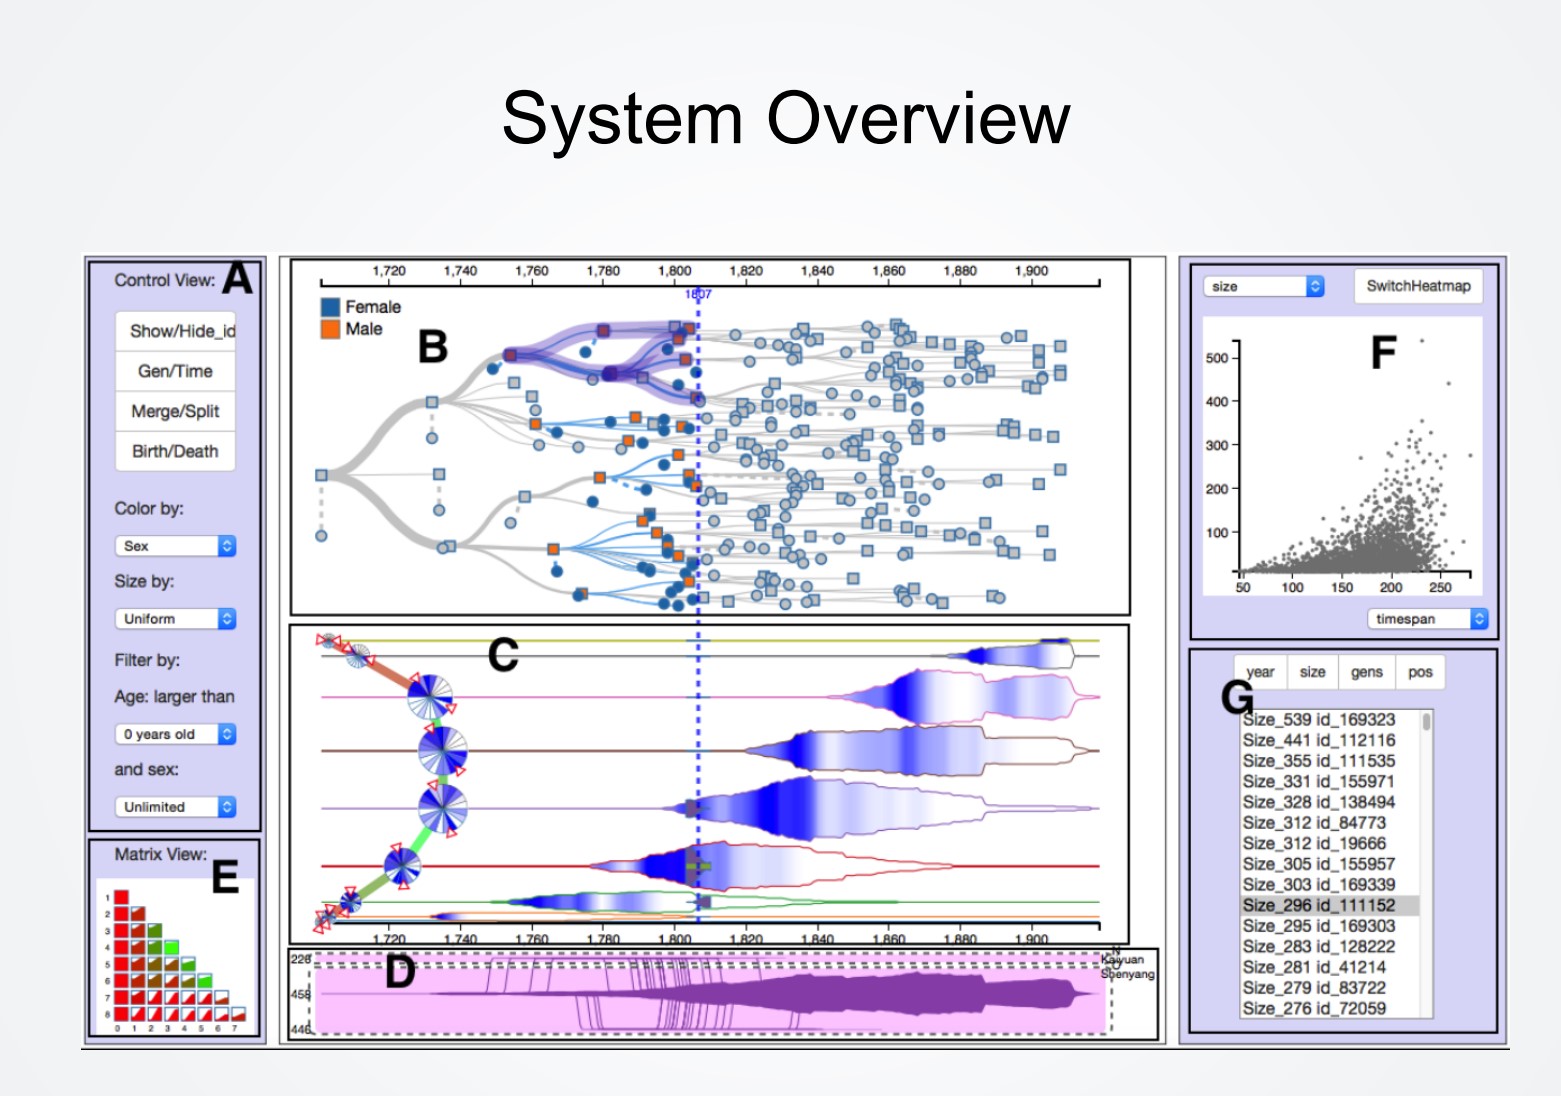 System Overview
Control View:
A
Show/Hide_id
Gen/Time
Merge/Split
Birth/Death
Color by:
Sex
Size by:
Uniform
Filter by:
Age: larger than
0 years old
and sex:
Unlimited
Matrix View:
E
1
2
3
4
5
6
7
8
0 1 2 3 4 5 6 7
1,720 1,740 1,760 1,780 1,800 1,820 1,840 1,860 1,880 1,900
1807
Female
Male
B
C
1,720 1,740 1,760 1,780 1,800 1,820 1,840 1,860 1,880 1,900
D
228
458
446
N
Kaiyuan
Shenyang
size
SwitchHeatmap
F
500
400
300
200
100
50 100 150 200 250
timespan
year size gens pos
G
Size_539 id_169323
Size_441 id_112116
Size_355 id_111535
Size_331 id_155971
Size_328 id_138494
Size_312 id_84773
Size_312 id_19666
Size_305 id_155957
Size_303 id_169339
Size_296 id_111152
Size_295 id_169303
Size_283 id_128222
Size_281 id_41214
Size_279 id_83722
Size_276 id_72059